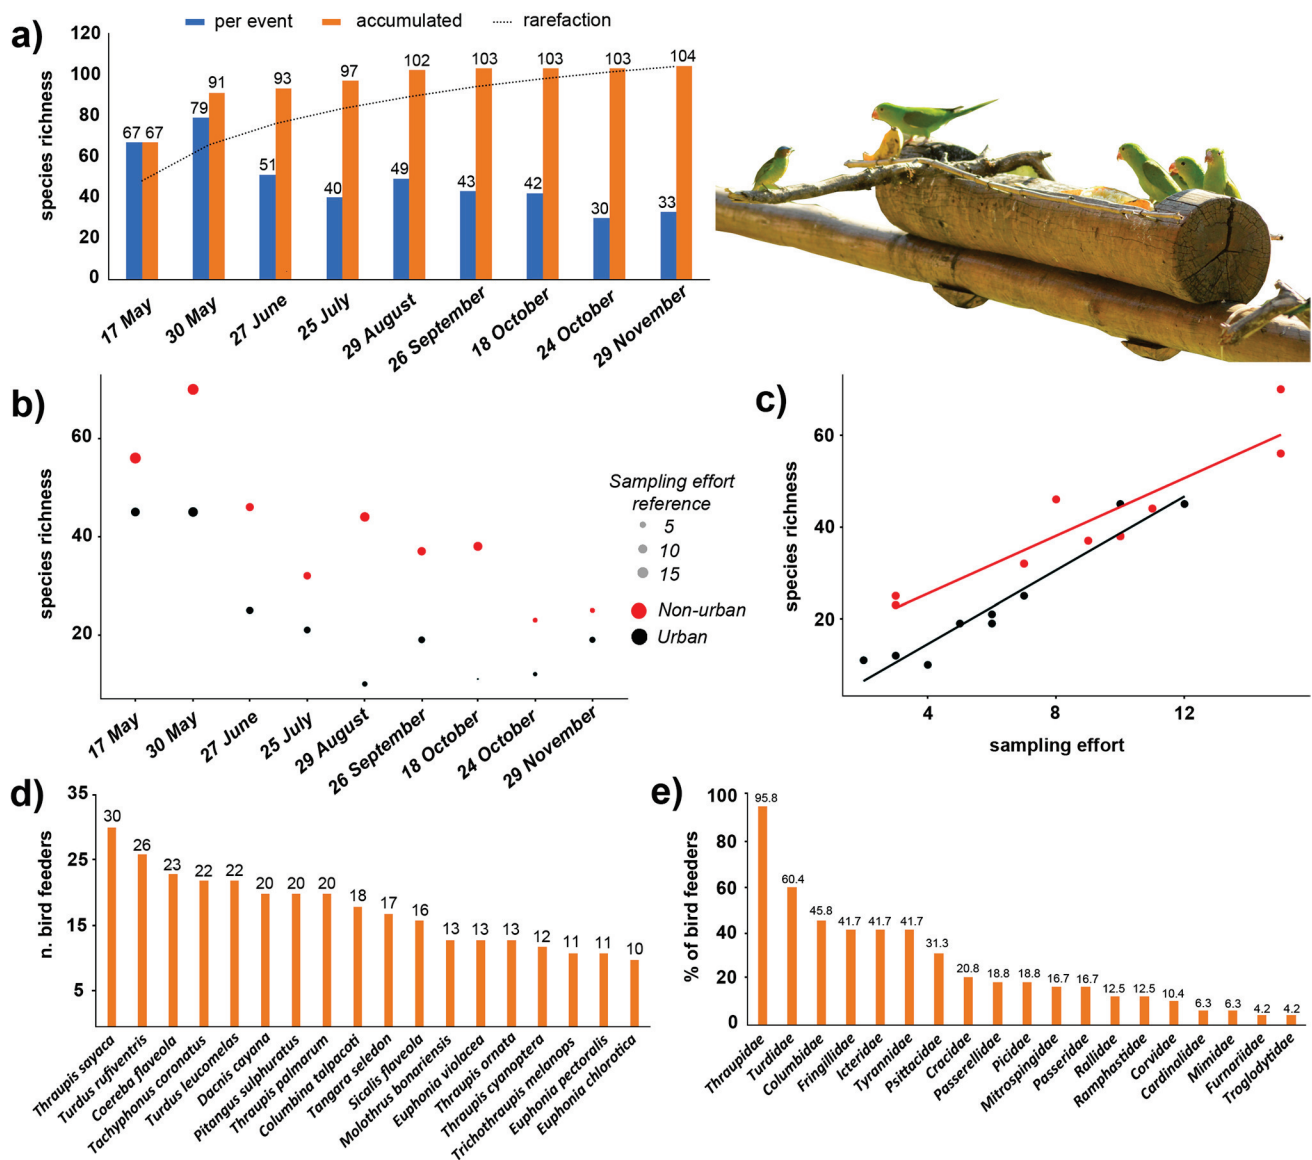 a)
per event accumulated rarefaction
species richness
120
100
80
60
40
20
0
67 67 79 91 51 93 40 97 49 102 43 103 42 103 30 103 33 104
17 May 30 May 27 June 25 July 29 August 26 September 18 October 24 October 29 November
b)
species richness
60
40
20
17 May 30 May 27 June 25 July 29 August 26 September 18 October 24 October 29 November
Sampling effort
reference
5
10
15
Non-urban
Urban
c)
species richness
60
40
20
4 8 12
sampling effort
d)
n. bird feeders
35
25
15
5
30 26 23 22 22 20 20 20 18 17 16 13 13 13 12 11 11 10
Thraupis sayaca
Turdus rufiventris
Coereba flaveola
Tachyphonus coronatus
Turdus leucomelas
Dacnis cayana
Pitangus sulphuratus
Thraupis palmarum
Columbina talpacoti
Tangara seledon
Sicalis flaveola
Molothrus bonariensis
Euphonia violacea
Thraupis ornata
Thraupis cyanoptera
Trichothraupis melanops
Euphonia pectoralis
Euphonia chlorotica
e)
% of bird feeders
100
80
60
40
20
0
95.8 60.4 45.8 41.7 41.7 41.7 31.3 20.8 18.8 18.8 16.7 16.7 12.5 12.5 10.4 6.3 6.3 4.2 4.2
Thraupidae
Turdidae
Columbidae
Fringillidae
Icteridae
Tyranidae
Psittacidae
Cracidae
Passerellidae
Picidae
Mitrospingidae
Passeridae
Rallidae
Ramphastidae
Corvidae
Cardinalidae
Mimidae
Furnariidae
Troglodytidae